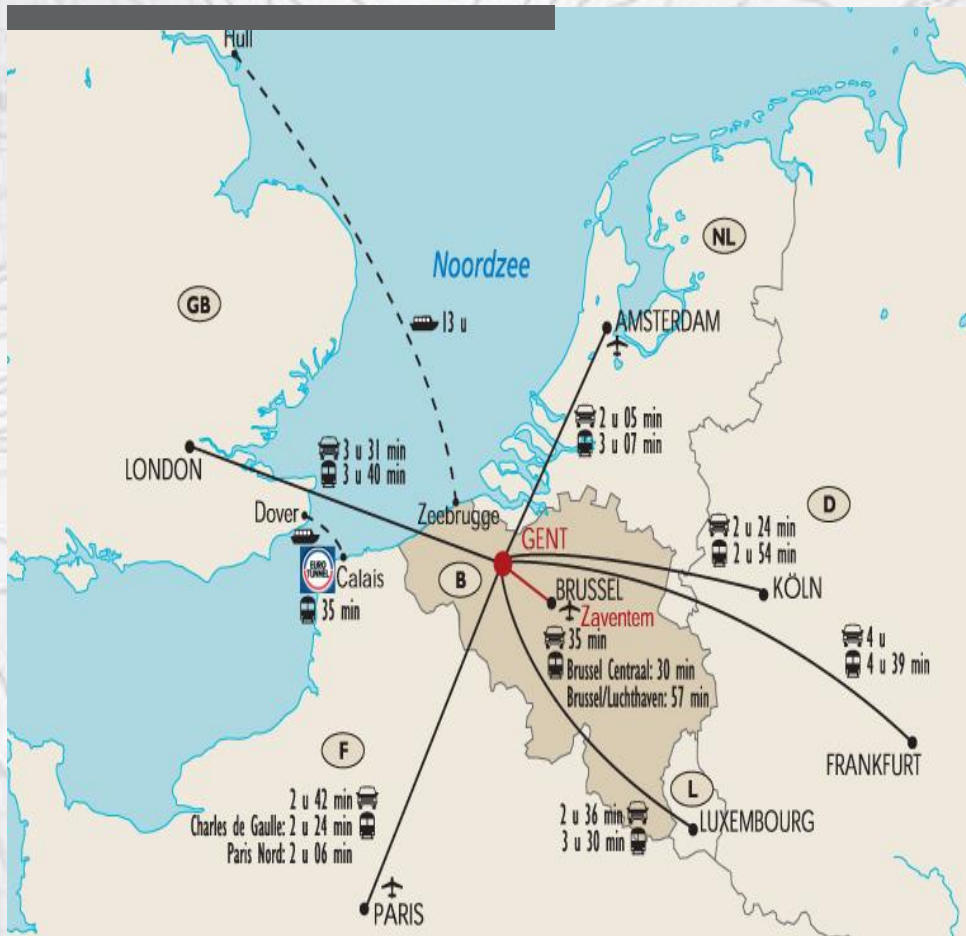 Hull
Noordzee
NL
GB
13 u
AMSTERDAM
2 u 05 min
3 u 07 min
3 u 31 min
3 u 40 min
LONDON
Dover
Zeebrugge
D
GENT
2 u 24 min
2 u 54 min
EURO
TUNNEL
Calais
B
BRUSSEL
KÖLN
Zaventem
35 min
35 min
Brussel Centraal: 30 min
Brussel/Luchthaven: 57 min
4 u
4 u 39 min
F
FRANKFURT
L
2 u 42 min
Charles de Gaulle: 2 u 24 min
Paris Nord: 2 u 06 min
2 u 36 min
3 u 30 min
LUXEMBOURG
PARIS